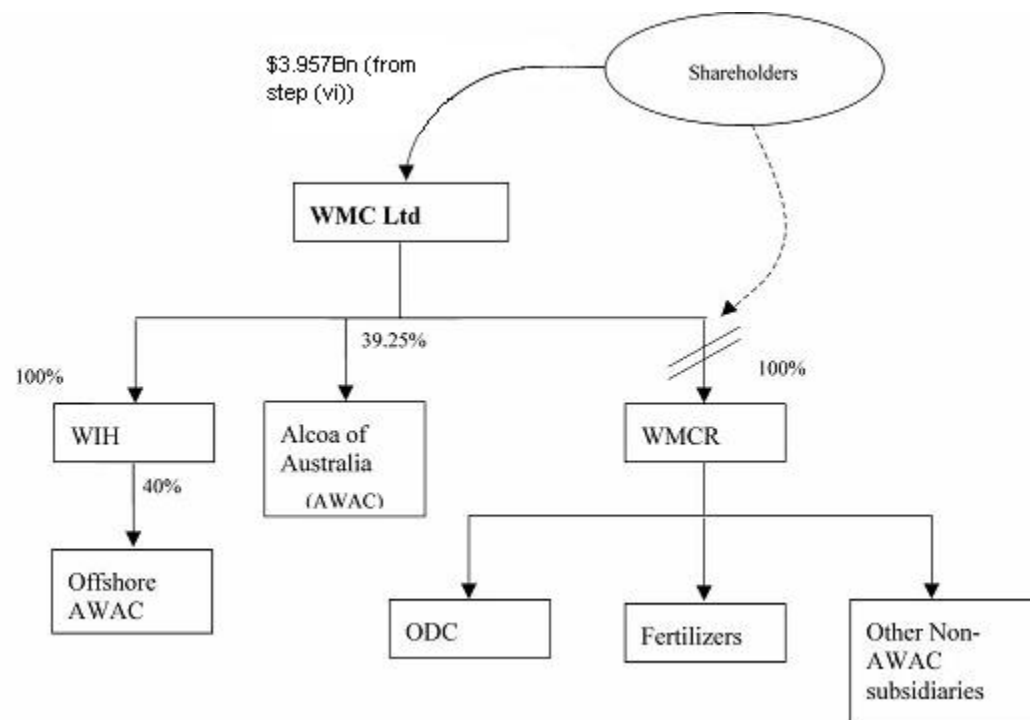 $3.957Bn (from
step (vi))
Shareholders
WMC Ltd
39.25%
100%
100%
WIH
Alcoa of
Australia
(AWAC)
WMCR
40%
Offshore
AWAC
ODC
Fertilizers
Other Non-
AWAC
subsidiaries